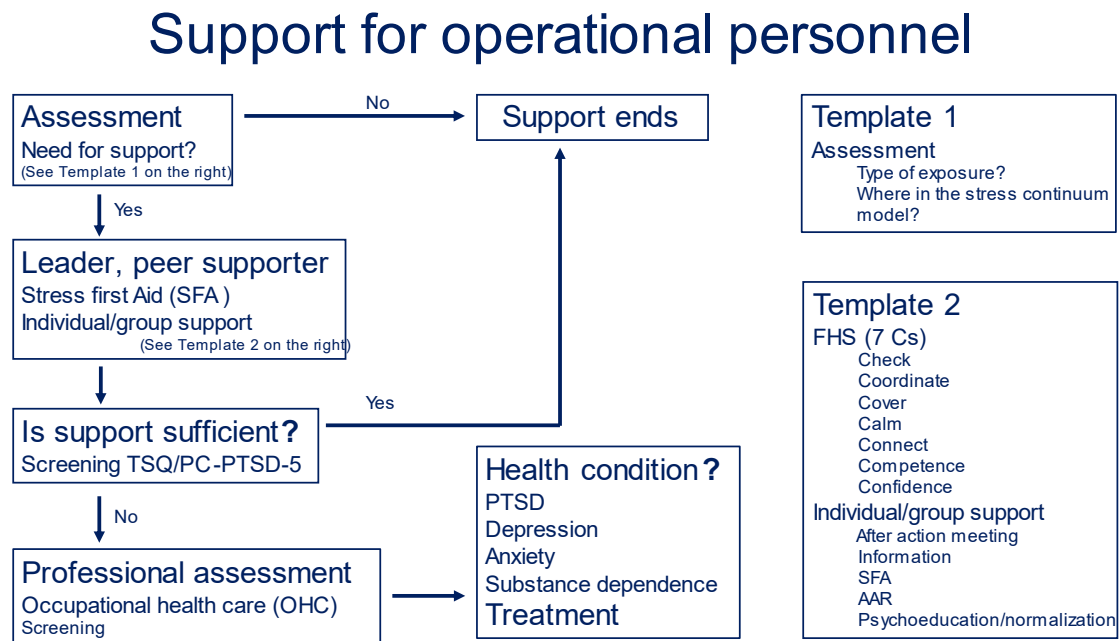 Support for operational personnel
Assessment
Need for support?
(See Template 1 on the right)
No
Support ends
Yes
Leader, peer supporter
Stress first Aid (SFA )
Individual/group support
(See Template 2 on the right)
Is support sufficient?
Screening TSQ/PC-PTSD-5
Yes
No
Professional assessment
Occupational health care (OHC)
Screening
Health condition?
PTSD
Depression
Anxiety
Substance dependence
Treatment
Template 1
Assessment
Type of exposure?
Where in the stress continuum
model?
Template 2
FHS (7 Cs)
Check
Coordinate
Cover
Calm
Connect
Competence
Confidence
Individual/group support
After action meeting
Information
SFA
AAR
Psychoeducation/normalization